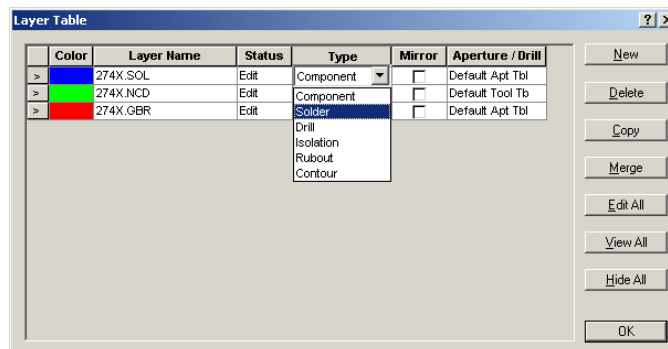 Layer Table
Color Layer Name Status Type Mirror Aperture / Drill
> 274X.SOL Edit Component Default Apt Tbl
> 274X.NCD Edit Default Tool Tb
> 274X.GBR Edit Default Apt Tbl
Component
Solder
Drill
Isolation
Rubout
Contour
New
Delete
Copy
Merge
Edit All
View All
Hide All
OK